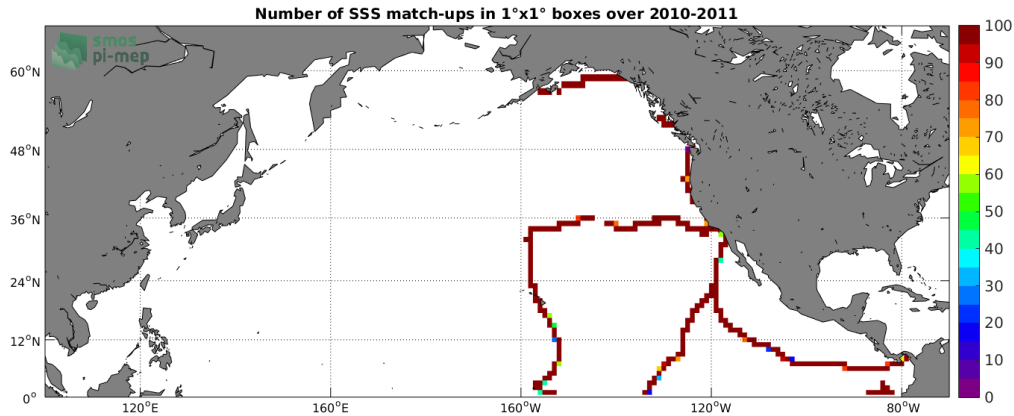 Number of SSS match-ups in 1°x1° boxes over 2010-2011
smos
pi-mep
60°N
48°N
36°N
24°N
12°N
0°
120°E
160°E
160°W
120°W
80°W
100
90
80
70
60
50
40
30
20
10
0